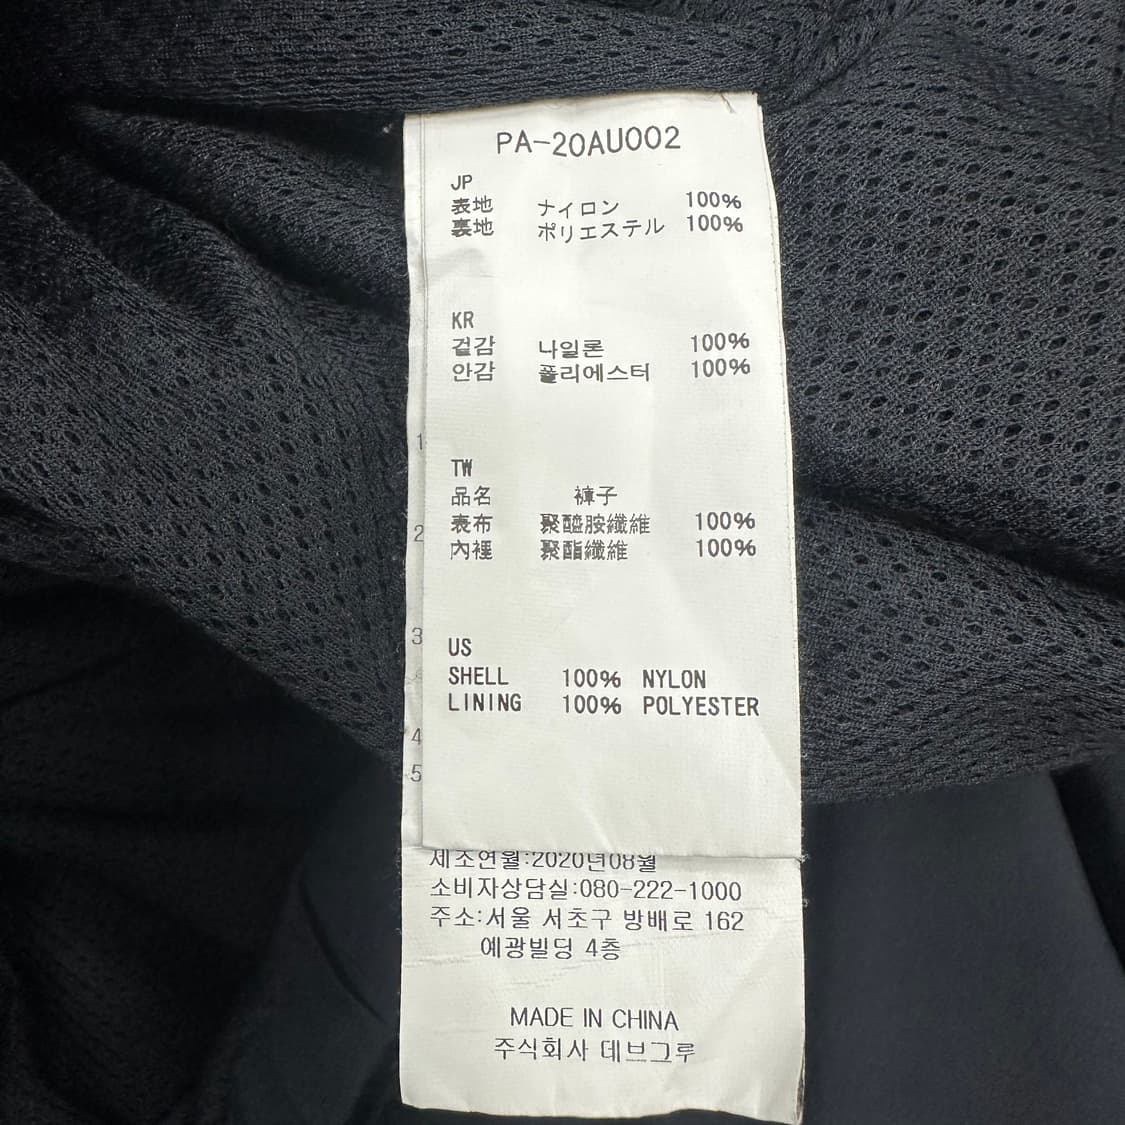 PA-20AU002
JP
表地 ナイロン 100%
裏地 ポリエステル 100%
KR
겉감 나일론 100%
안감 폴리에스터 100%
1
TW
品名 褲子
表布 聚醯胺纖維 100%
2
內裡 聚酯纖維 100%
3
US
SHELL 100% NYLON
LINING 100% POLYESTER
4
5
제조연월:2020년08월
소비자상담실:080-222-1000
주소:서울 서초구 방배로 162
예광빌딩 4층
MADE IN CHINA
주식회사 데브그루